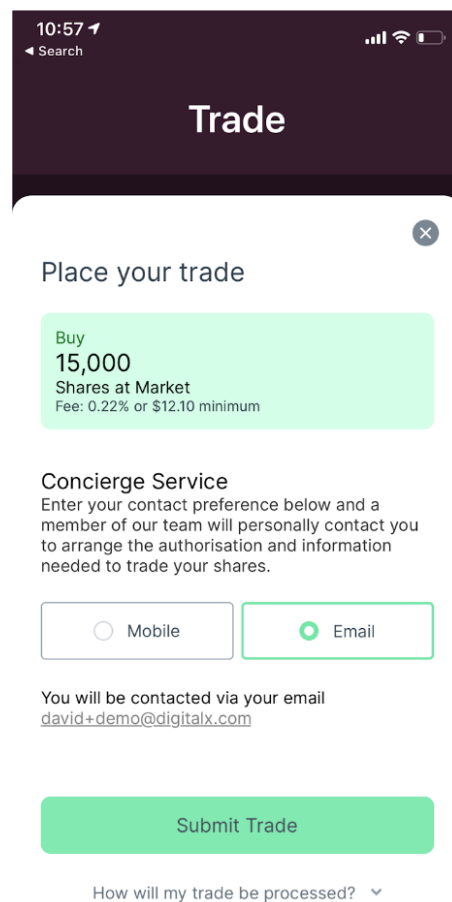 10:57
Search
Trade
Place your trade
Buy
15,000
Shares at Market
Fee: 0.22% or $12.10 minimum
Concierge Service
Enter your contact preference below and a
member of our team will personally contact you
to arrange the authorisation and information
needed to trade your shares.
Mobile
Email
You will be contacted via your email
david+demo@digitalx.com
Submit Trade
How will my trade be processed?